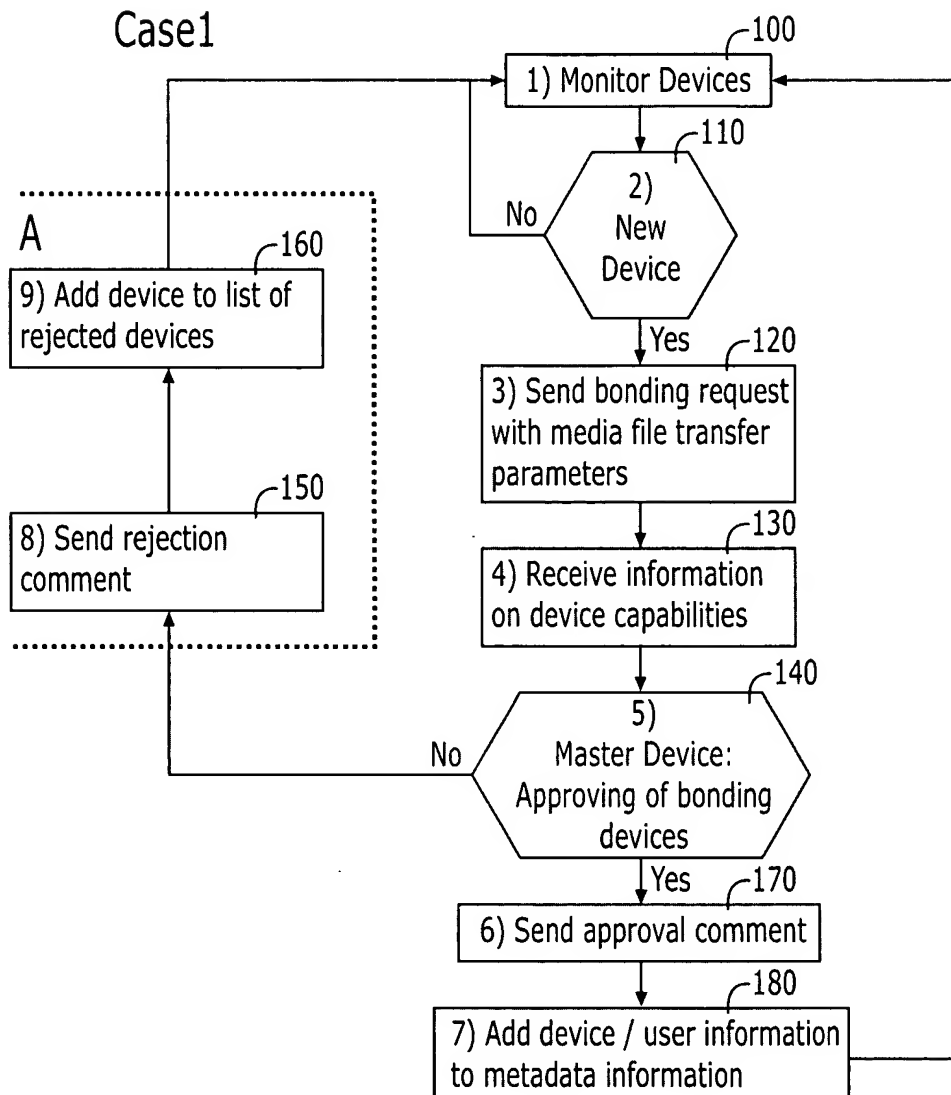 Case1
100
1) Monitor Devices
110
2)
New
Device
No
Yes
120
3) Send bonding request
with media file transfer
parameters
130
4) Receive information
on device capabilities
140
5)
Master Device:
Approving of bonding
devices
No
Yes
170
6) Send approval comment
180
7) Add device / user information
to metadata information
A
160
9) Add device to list of
rejected devices
150
8) Send rejection
comment